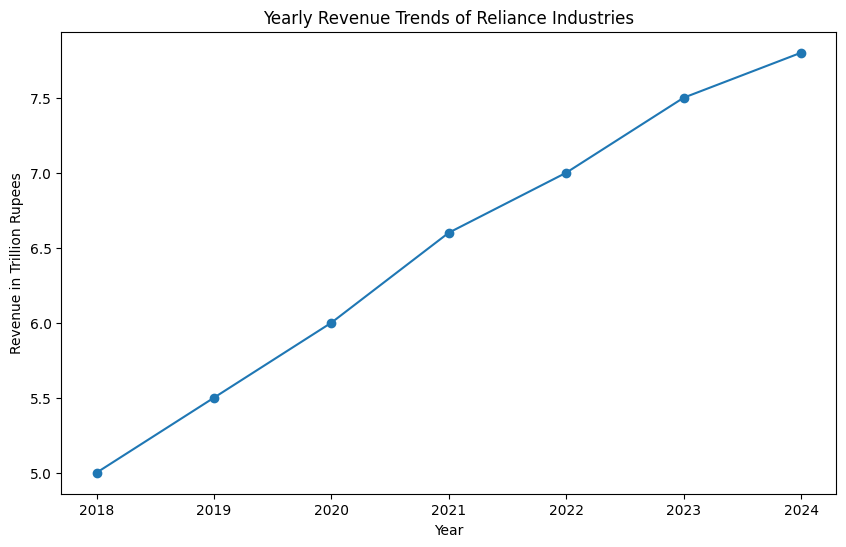 Yearly Revenue Trends of Reliance Industries
Revenue in Trillion Rupees
7.5
7.0
6.5
6.0
5.5
5.0
2018 2019 2020 2021 2022 2023 2024
Year